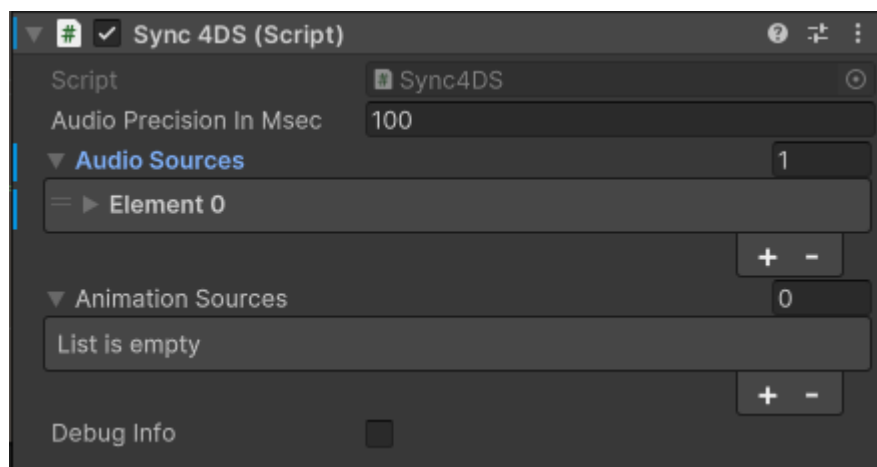 Sync 4DS (Script)
Script Sync4DS
Audio Precision In Msec 100
Audio Sources 1
Element 0
+ -
Animation Sources 0
List is empty
+ -
Debug Info